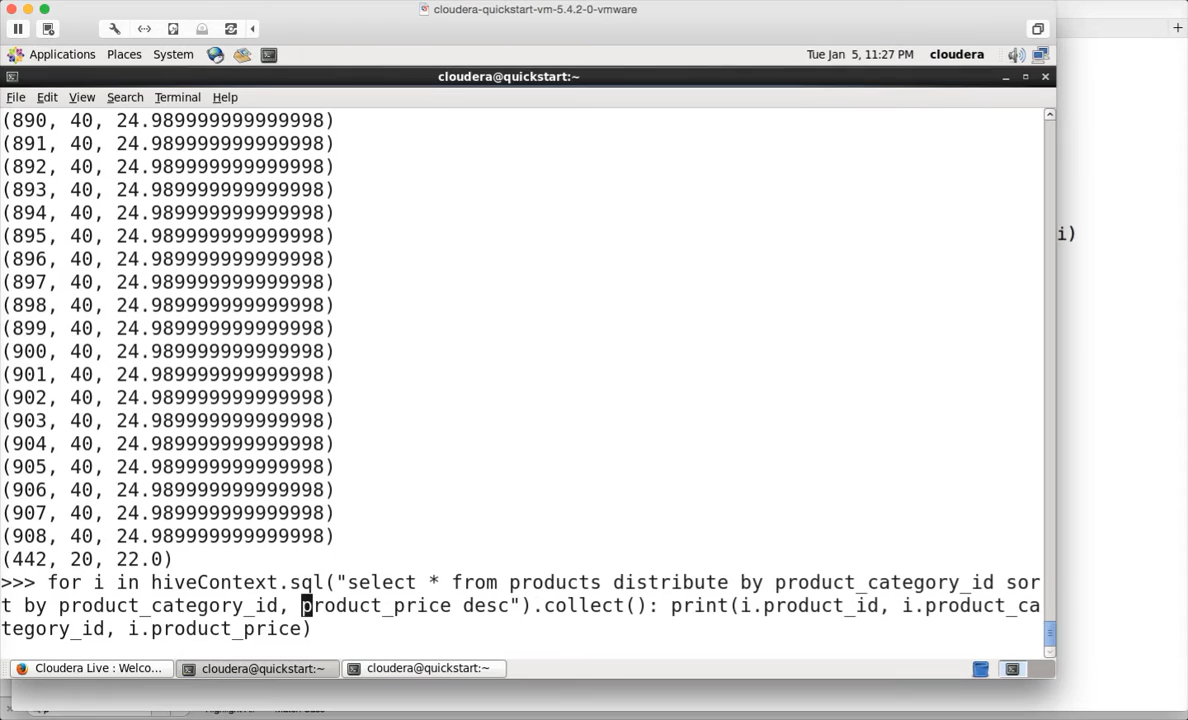 cloudera-quickstart-vm-5.4.2-0-vmware
Applications Places System Tue Jan 5, 11:27 PM cloudera
cloudera@quickstart:~
File Edit View Search Terminal Help
(890, 40, 24.989999999999998)
(891, 40, 24.989999999999998)
(892, 40, 24.989999999999998)
(893, 40, 24.989999999999998)
(894, 40, 24.989999999999998)
(895, 40, 24.989999999999998)
i)
(896, 40, 24.989999999999998)
(897, 40, 24.989999999999998)
(898, 40, 24.989999999999998)
(899, 40, 24.989999999999998)
(900, 40, 24.989999999999998)
(901, 40, 24.989999999999998)
(902, 40, 24.989999999999998)
(903, 40, 24.989999999999998)
(904, 40, 24.989999999999998)
(905, 40, 24.989999999999998)
(906, 40, 24.989999999999998)
(907, 40, 24.989999999999998)
(908, 40, 24.989999999999998)
(442, 20, 22.0)
>>> for i in hiveContext.sql("select * from products distribute by product_category_id sor
t by product_category_id, product_price desc").collect(): print(i.product_id, i.product_ca
tegory_id, i.product_price)
Cloudera Live : Welco... cloudera@quickstart:~ cloudera@quickstart:~